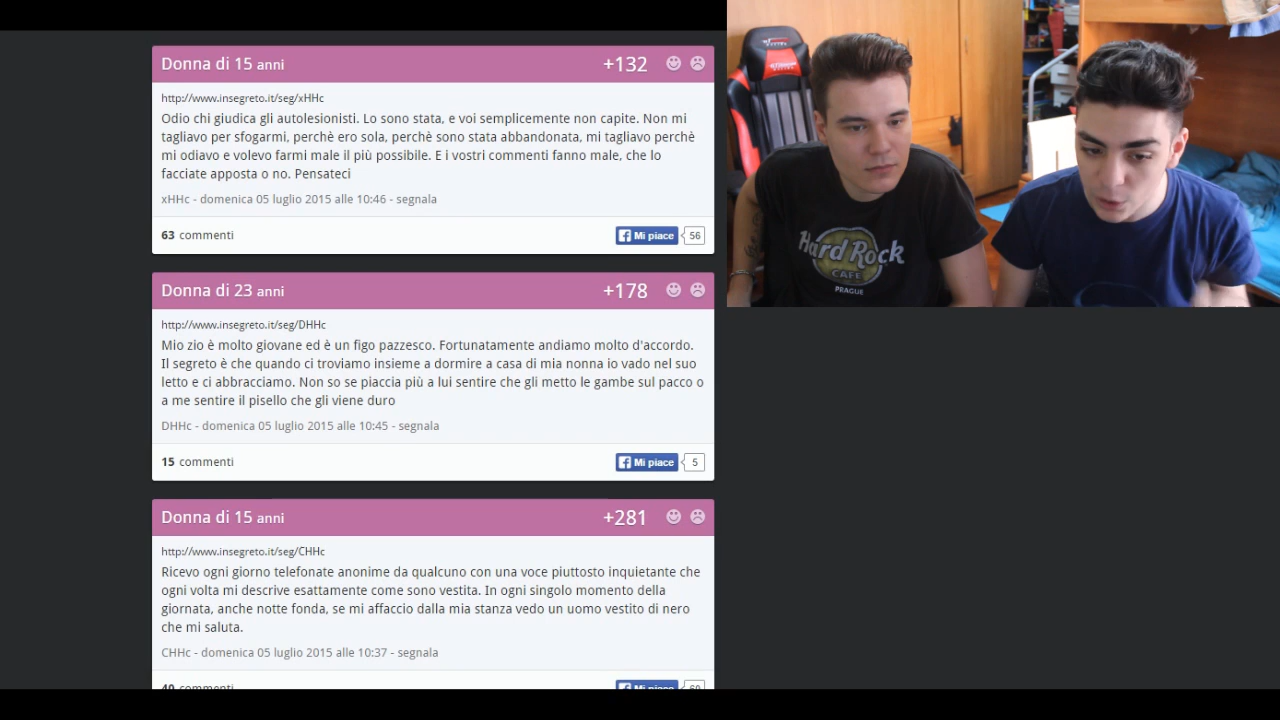 Donna di 15 anni +132
http://www.insegreto.it/seg/xHHc
Odio chi giudica gli autolesionisti. Lo sono stata, e voi semplicemente non capite. Non mi
tagliavo per sfogarmi, perchè ero sola, perchè sono stata abbandonata, mi tagliavo perchè
mi odiavo e volevo farmi male il più possibile. E i vostri commenti fanno male, che lo
facciate apposta o no. Pensateci
xHHc - domenica 05 luglio 2015 alle 10:46 - segnala
63 commenti Mi piace 56
Donna di 23 anni +178
http://www.insegreto.it/seg/DHHc
Mio zio è molto giovane ed è un figo pazzesco. Fortunatamente andiamo molto d'accordo.
Il segreto è che quando ci troviamo insieme a dormire a casa di mia nonna io vado nel suo
letto e ci abbracciamo. Non so se piaccia più a lui sentire che gli metto le gambe sul pacco o
a me sentire il pisello che gli viene duro
DHHc - domenica 05 luglio 2015 alle 10:45 - segnala
15 commenti Mi piace 5
Donna di 15 anni +281
http://www.insegreto.it/seg/CHHc
Ricevo ogni giorno telefonate anonime da qualcuno con una voce piuttosto inquietante che
ogni volta mi descrive esattamente come sono vestita. In ogni singolo momento della
giornata, anche notte fonda, se mi affaccio dalla mia stanza vedo un uomo vestito di nero
che mi saluta.
CHHc - domenica 05 luglio 2015 alle 10:37 - segnala
40 commenti Mi piace
Hard Rock
CAFE
PRAGUE